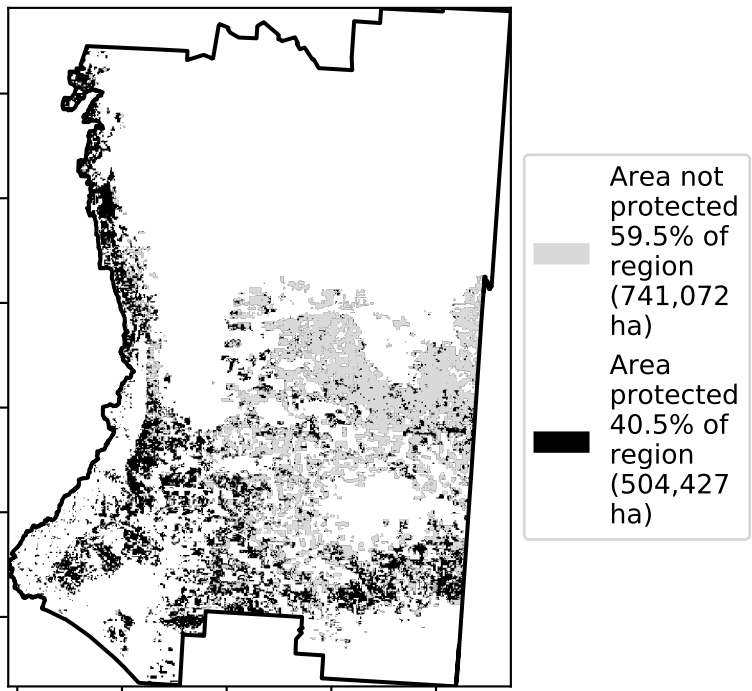 Area not
protected
59.5% of
region
(741,072
ha)
Area
protected
40.5% of
region
(504,427
ha)